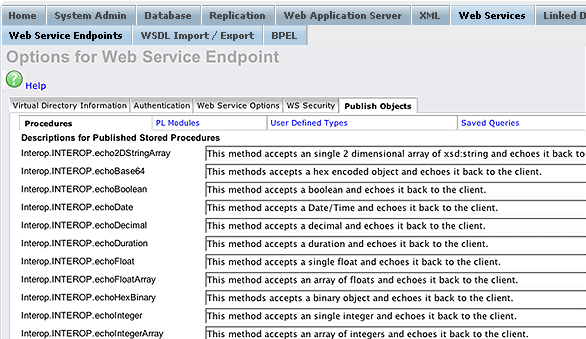 Home System Admin Database Replication Web Application Server XML Web Services Linked D
Web Service Endpoints WSDL Import / Export BPEL
Options for Web Service Endpoint
? Help
Virtual Directory Information Authentication Web Service Options WS Security Publish Objects
Procedures PL Modules User Defined Types Saved Queries
Descriptions for Published Stored Procedures
Interop.INTEROP.echo2DStringArray This method accepts an single 2 dimensional array of xsd:string and echoes it back to
Interop.INTEROP.echoBase64 This methods accepts a hex encoded object and echoes it back to the client.
Interop.INTEROP.echoBoolean This method accepts a boolean and echoes it back to the client.
Interop.INTEROP.echoDate This method accepts a Date/Time and echoes it back to the client.
Interop.INTEROP.echoDecimal This method accepts a decimal and echoes it back to the client.
Interop.INTEROP.echoDuration This method accepts a duration and echoes it back to the client.
Interop.INTEROP.echoFloat This method accepts a single float and echoes it back to the client.
Interop.INTEROP.echoFloatArray This method accepts an array of floats and echoes it back to the client.
Interop.INTEROP.echoHexBinary This methods accepts a binary object and echoes it back to the client.
Interop.INTEROP.echoInteger This method accepts an single integer and echoes it back to the client.
Interop.INTEROP.echoIntegerArray This method accepts an array of integers and echoes it back to the client.